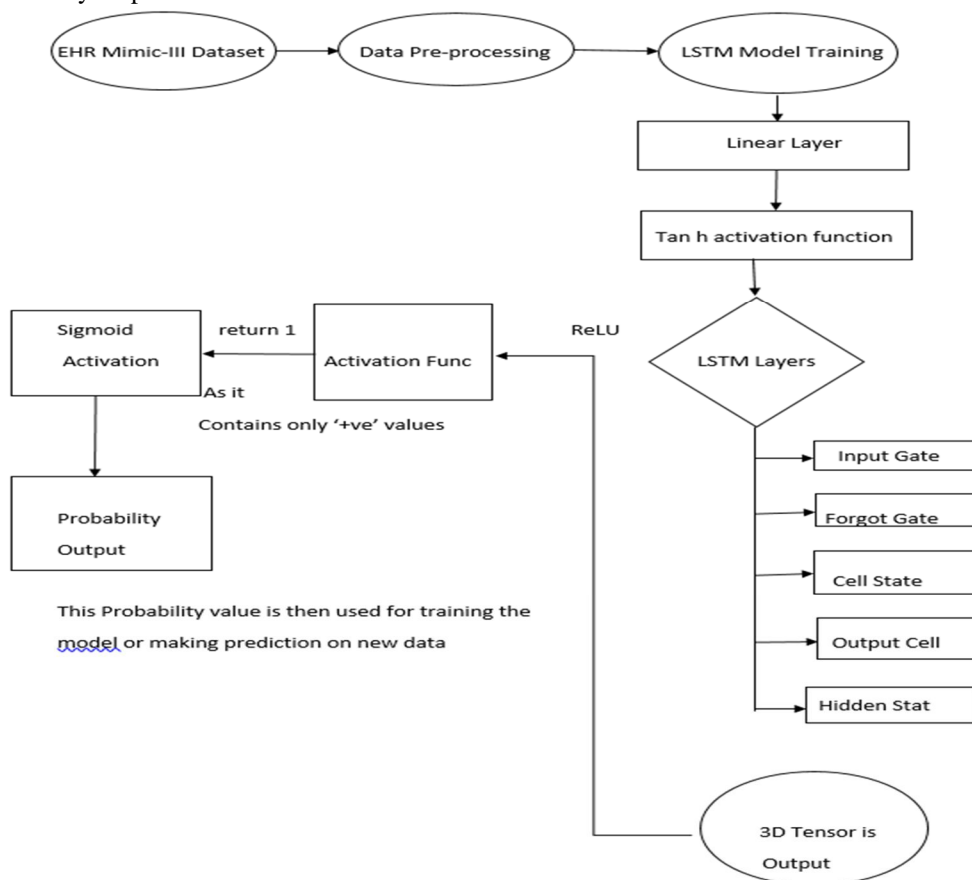 EHR Mimic-III Dataset
Data Pre-processing
LSTM Model Training
Linear Layer
Tan h activation function
LSTM Layers
Input Gate
Forgot Gate
Cell State
Output Cell
Hidden Stat
3D Tensor is
Output
ReLU
Activation Func
return 1
As it
Contains only ‘+ve’ values
Sigmoid
Activation
Probability
Output
This Probability value is then used for training the
model or making prediction on new data